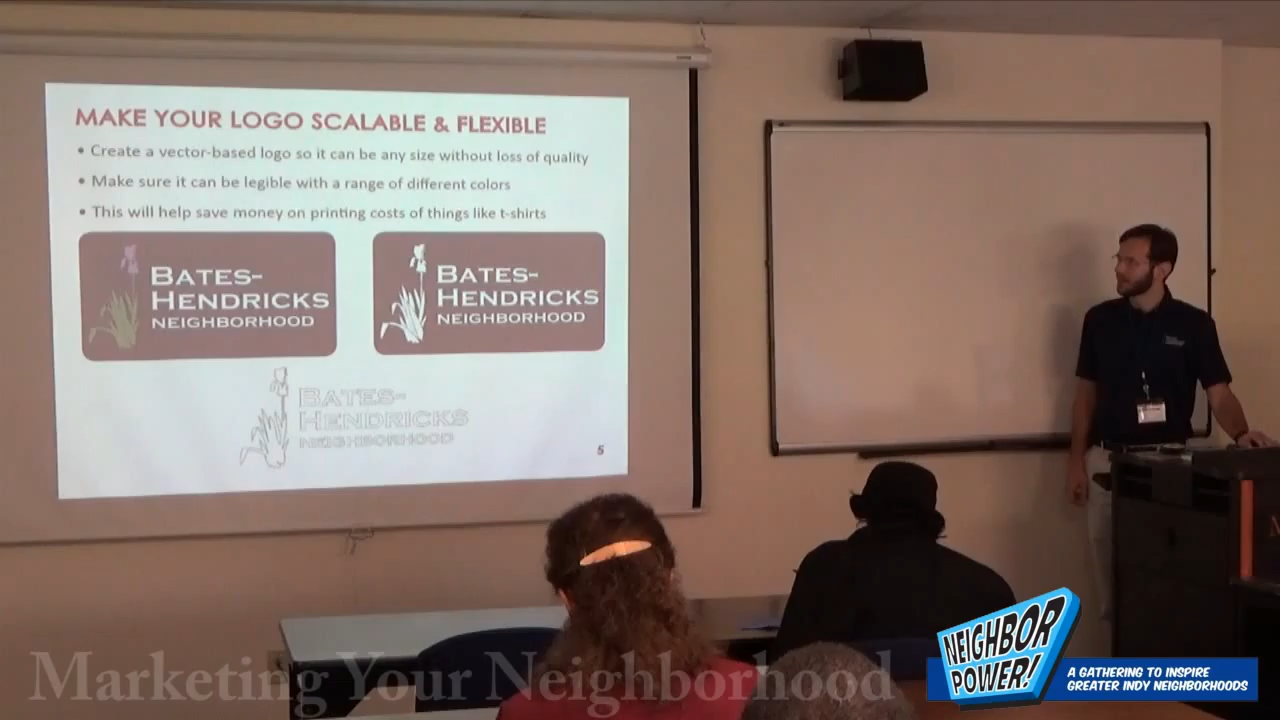 MAKE YOUR LOGO SCALABLE & FLEXIBLE
• Create a vector-based logo so it can be any size without loss of quality
• Make sure it can be legible with a range of different colors
• This will help save money on printing costs of things like t-shirts
BATES-
HENDRICKS
NEIGHBORHOOD
BATES-
HENDRICKS
NEIGHBORHOOD
BATES-
HENDRICKS
NEIGHBORHOOD
5
Marketing Your Neighborhood
NEIGHBOR
POWER!
A GATHERING TO INSPIRE
GREATER INDY NEIGHBORHOODS